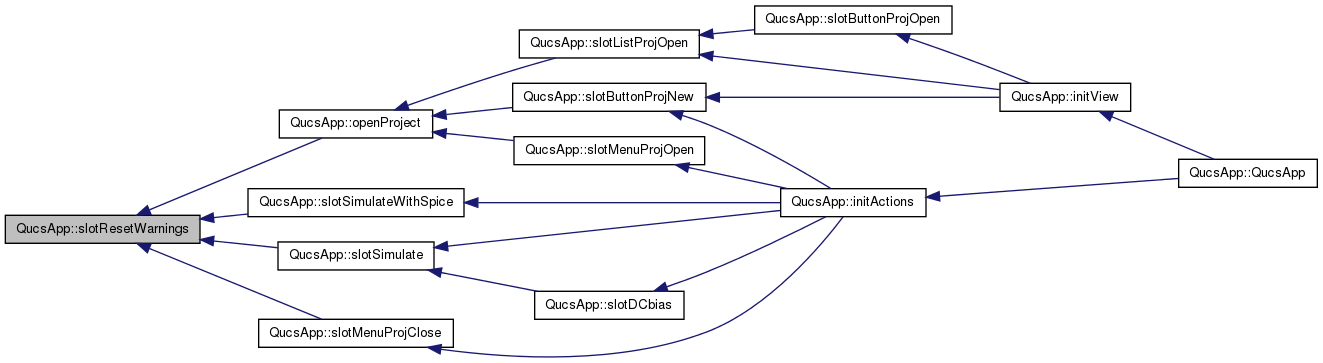 QucsApp::slotButtonProjOpen
QucsApp::slotListProjOpen
QucsApp::slotButtonProjNew
QucsApp::initView
QucsApp::openProject
QucsApp::slotMenuProjOpen
QucsApp::QucsApp
QucsApp::slotSimulateWithSpice
QucsApp::initActions
QucsApp::slotResetWarnings
QucsApp::slotSimulate
QucsApp::slotDCbias
QucsApp::slotMenuProjClose